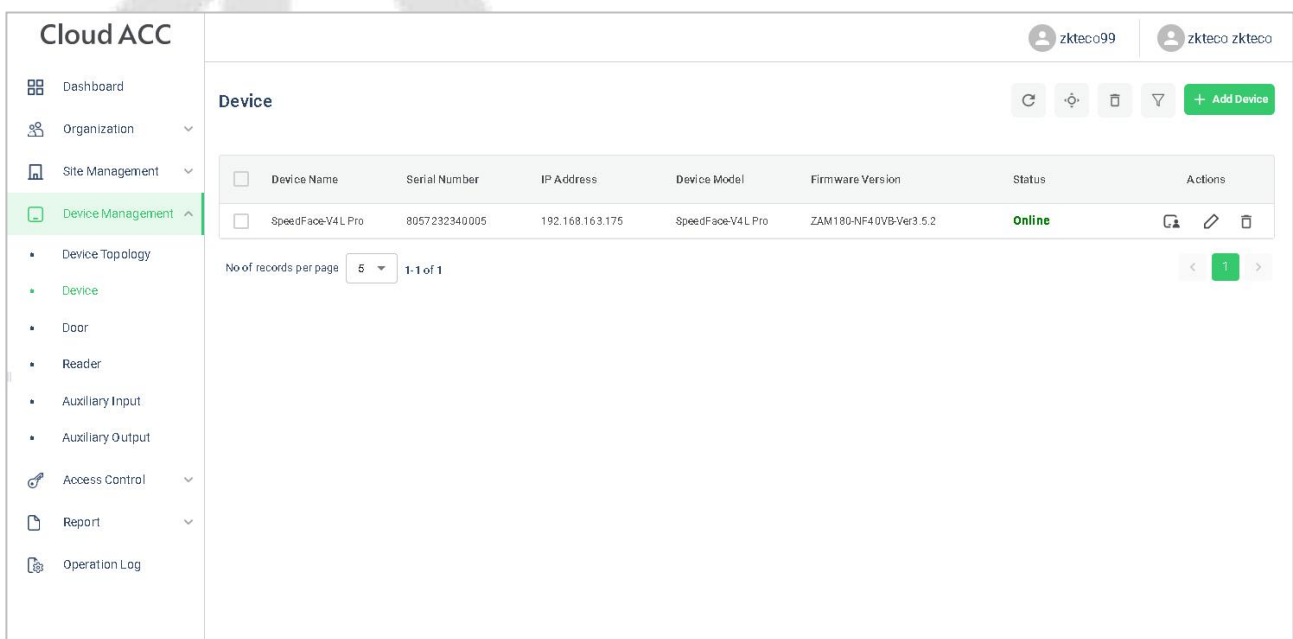 Cloud ACC
zkteco99
zkteco zkteco
Dashboard
Organization
Site Management
Device Management
Device Topology
Device
Door
Reader
Auxiliary Input
Auxiliary Output
Access Control
Report
Operation Log
Device
+ Add Device
Device Name Serial Number IP Address Device Model Firmware Version Status Actions
SpeedFace-V4L Pro 8057232340005 192.168.163.175 SpeedFace-V4L Pro ZAM180-NF40VB-Ver3.5.2 Online
No of records per page 5 1-1 of 1 < 1 >